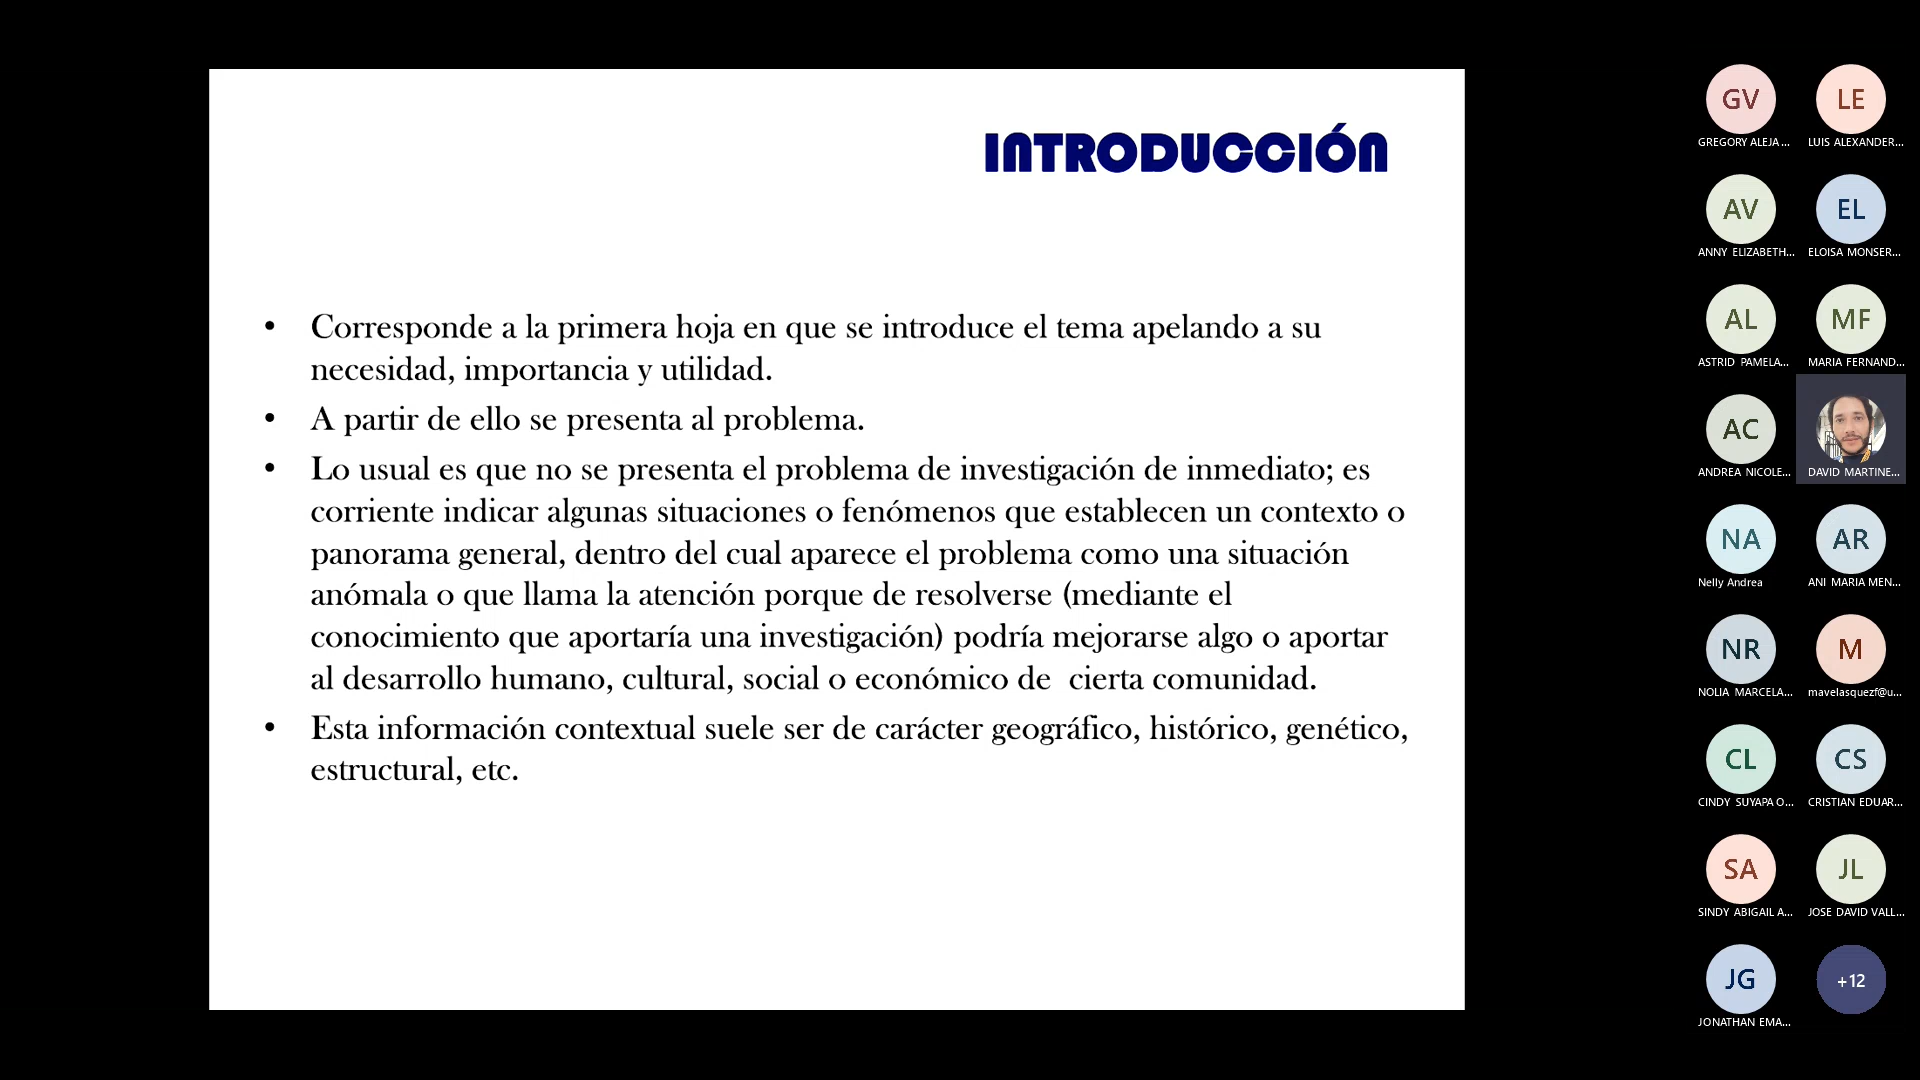 INTRODUCCIÓN
• Corresponde a la primera hoja en que se introduce el tema apelando a su
necesidad, importancia y utilidad.
• A partir de ello se presenta al problema.
• Lo usual es que no se presenta el problema de investigación de inmediato; es
corriente indicar algunas situaciones o fenómenos que establecen un contexto o
panorama general, dentro del cual aparece el problema como una situación
anómala o que llama la atención porque de resolverse (mediante el
conocimiento que aportaría una investigación) podría mejorarse algo o aportar
al desarrollo humano, cultural, social o económico de  cierta comunidad.
• Esta información contextual suele ser de carácter geográfico, histórico, genético,
estructural, etc.
GV
GREGORY ALEJA...
LE
LUIS ALEXANDER...
AV
ANNY ELIZABETH...
EL
ELOISA MONSER...
AL
ASTRID PAMELA...
MF
MARIA FERNAND...
AC
ANDREA NICOLE...
DAVID MARTINE...
NA
Nelly Andrea
AR
ANI MARIA MEN...
NR
NOLIA MARCELA...
M
mavelasquezf@u...
CL
CINDY SUYAPA O...
CS
CRISTIAN EDUAR...
SA
SINDY ABIGAIL A...
JL
JOSE DAVID VALL...
JG
JONATHAN EMA...
+12